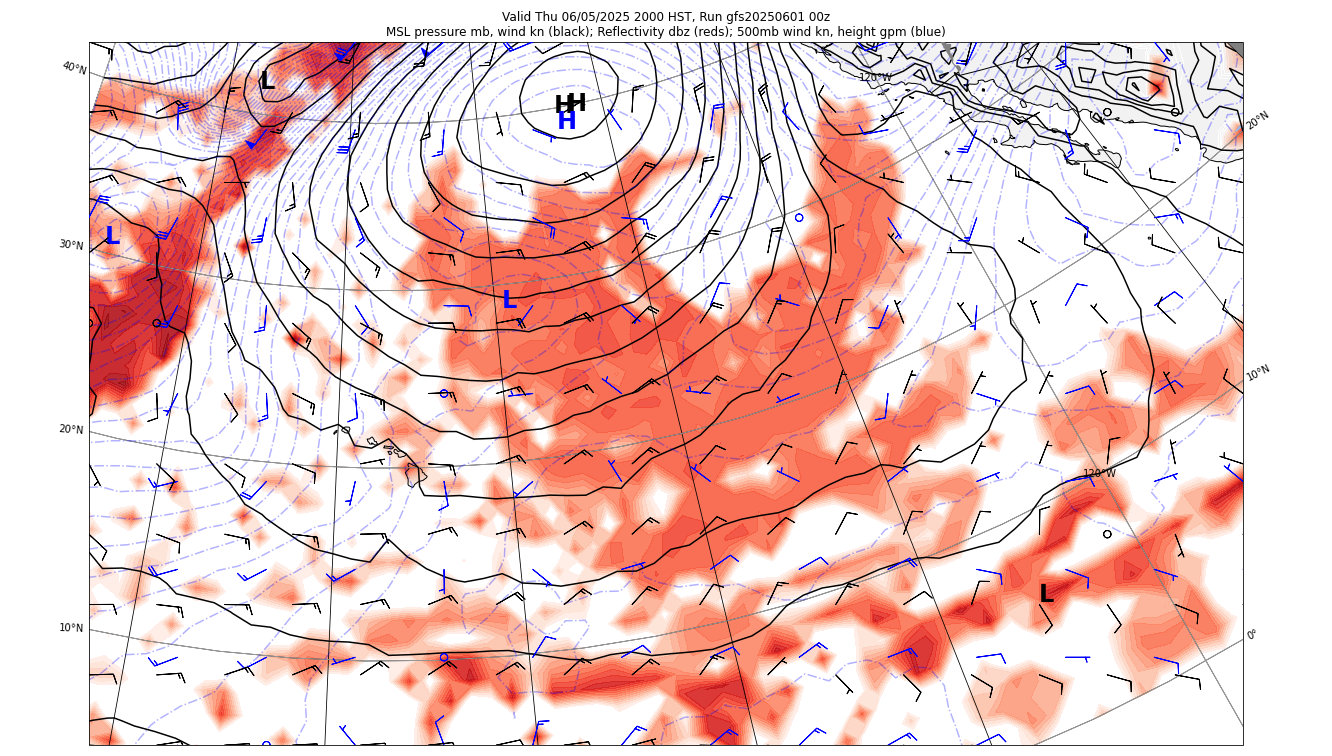 Valid Thu 06/05/2025 2000 HST, Run gfs20250601 00z
MSL pressure mb, wind kn (black); Reflectivity dbz (reds); 500mb wind kn, height gpm (blue)
40°N
L
H
H
H
120°W
20°N
30°N
L
L
10°N
20°N
120°W
L
10°N
0°